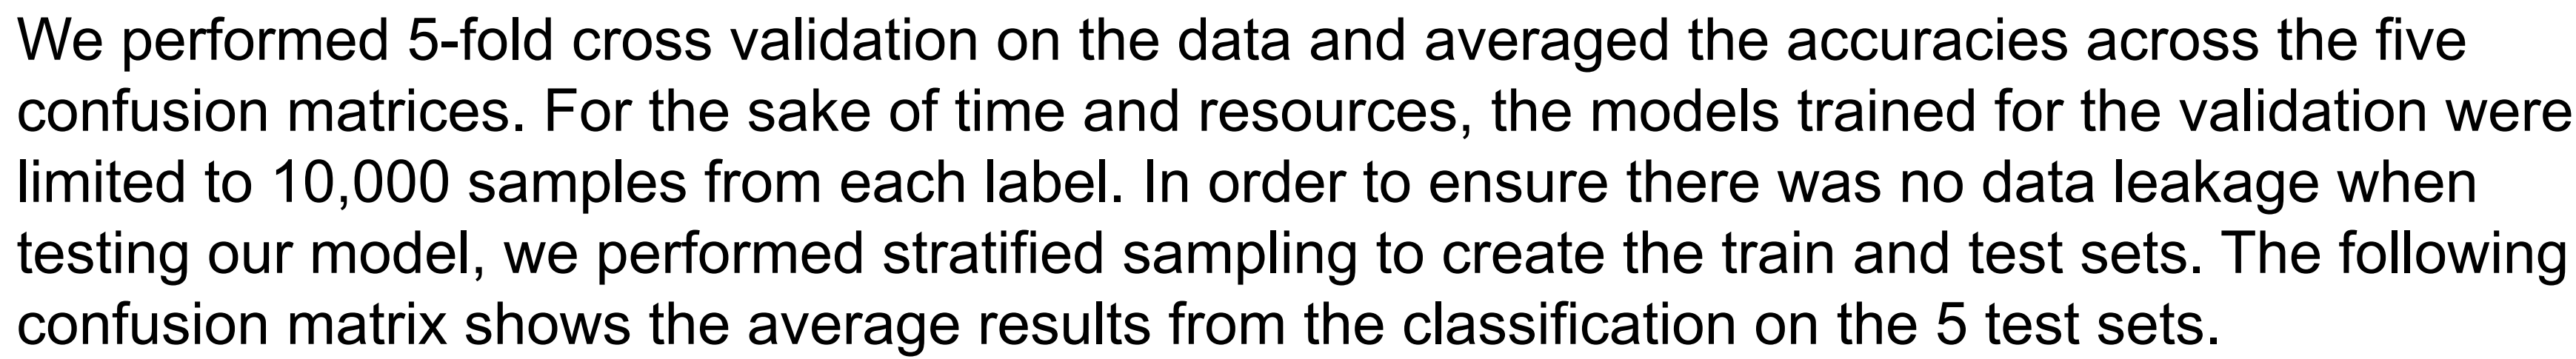 We performed 5-fold cross validation on the data and averaged the accuracies across the five
confusion matrices. For the sake of time and resources, the models trained for the validation were
limited to 10,000 samples from each label. In order to ensure there was no data leakage when
testing our model, we performed stratified sampling to create the train and test sets. The following
confusion matrix shows the average results from the classification on the 5 test sets.